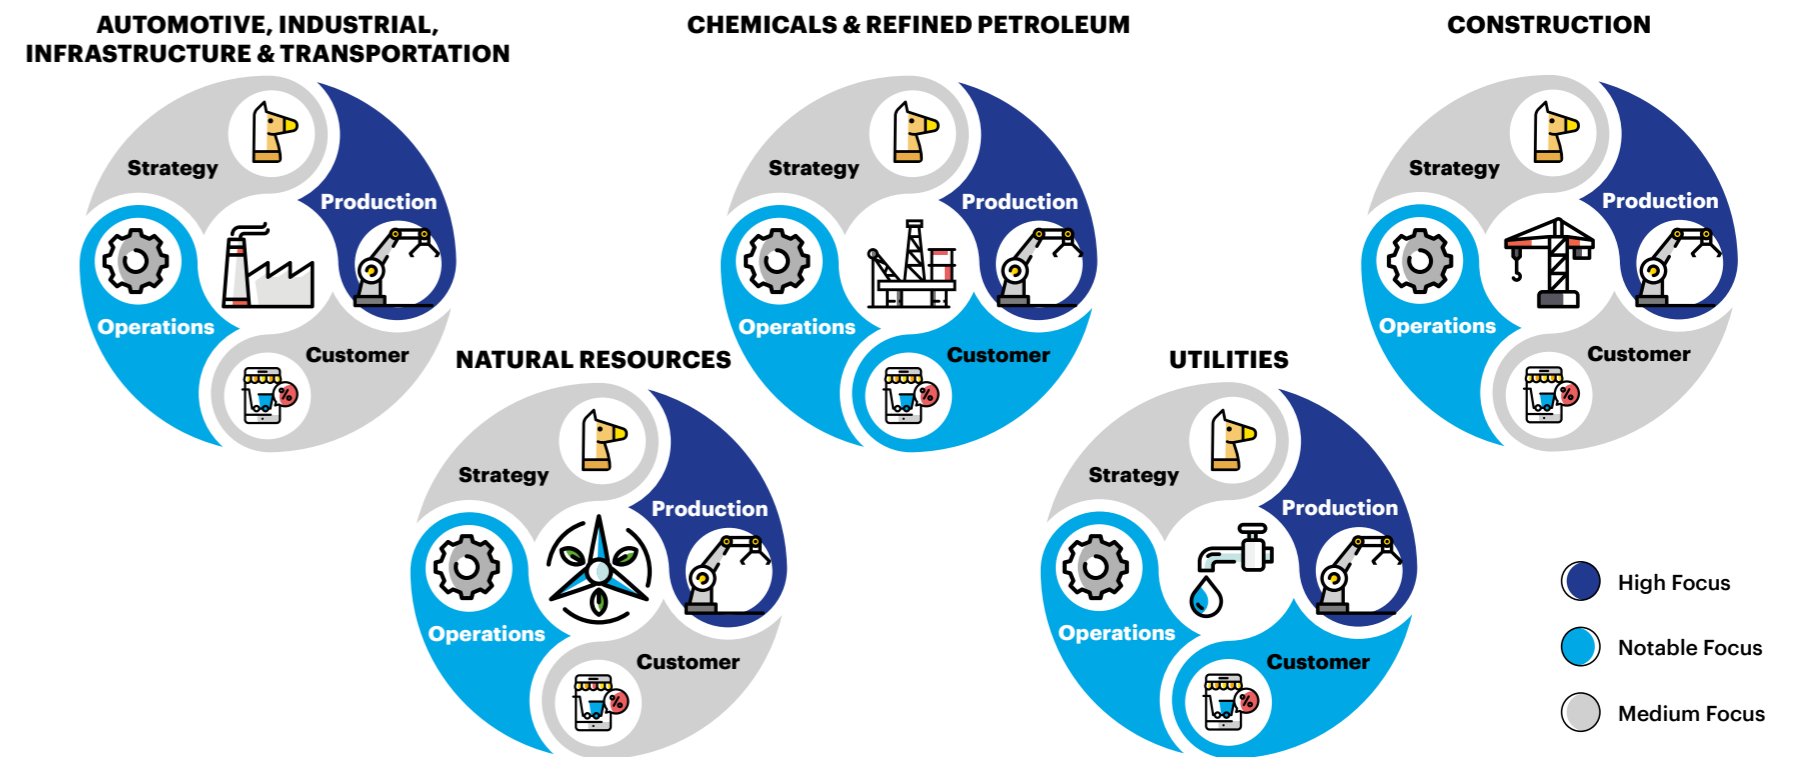 AUTOMOTIVE, INDUSTRIAL,
INFRASTRUCTURE & TRANSPORTATION
Strategy
Production
Operations
Customer
CHEMICALS & REFINED PETROLEUM
Strategy
Production
Operations
Customer
CONSTRUCTION
Strategy
Production
Operations
Customer
NATURAL RESOURCES
Strategy
Production
Operations
Customer
UTILITIES
Strategy
Production
Operations
Customer
High Focus
Notable Focus
Medium Focus
%
%
%
%
%